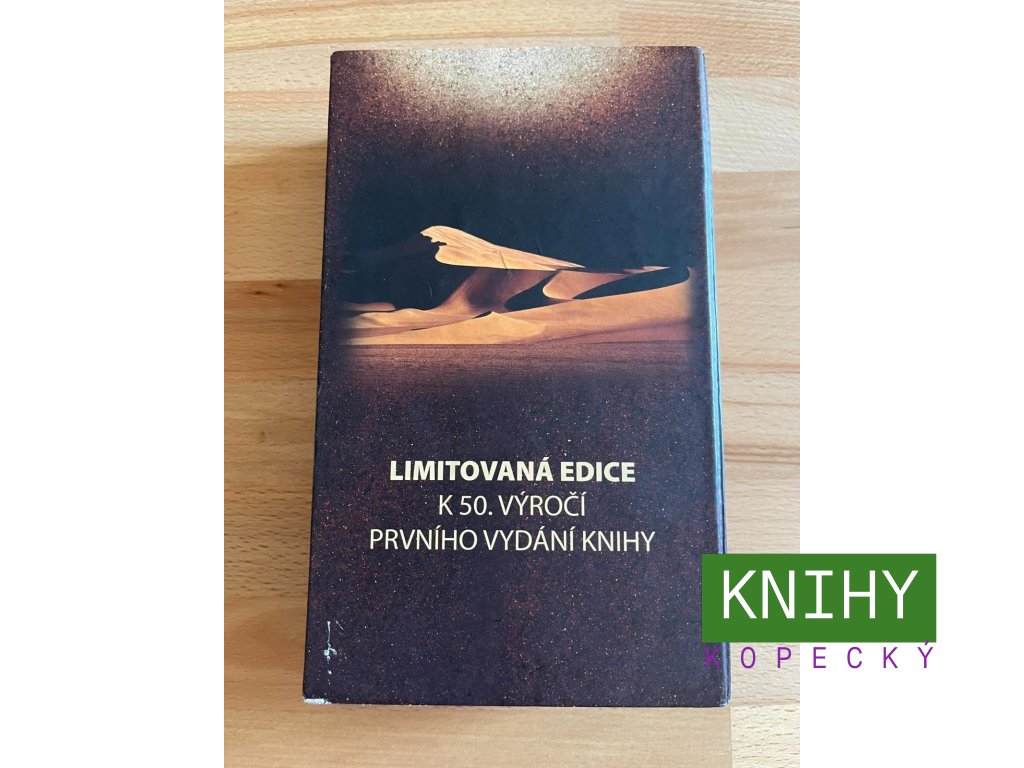 LIMITOVANÁ EDICE
K 50. VÝROČÍ
PRVNÍHO VYDÁNÍ KNIHY
KNIHY
KOPECKÝ